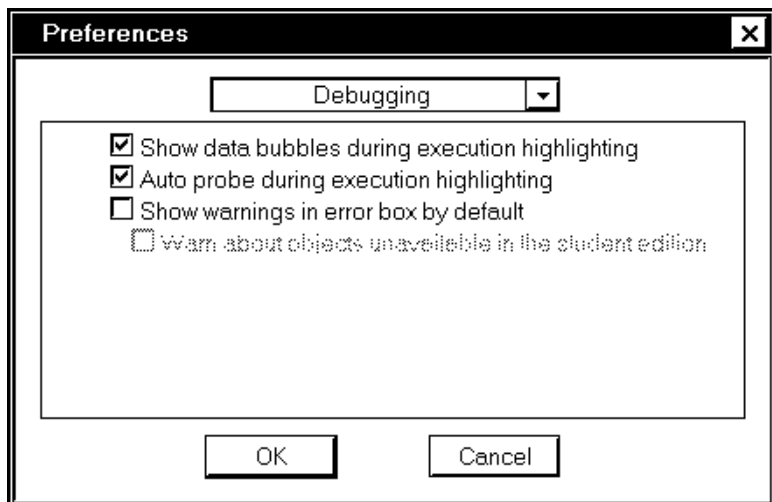 Preferences
Debugging
Show data bubbles during execution highlighting
Auto probe during execution highlighting
Show warnings in error box by default
Warn about objects unavailable in the student edition
OK Cancel